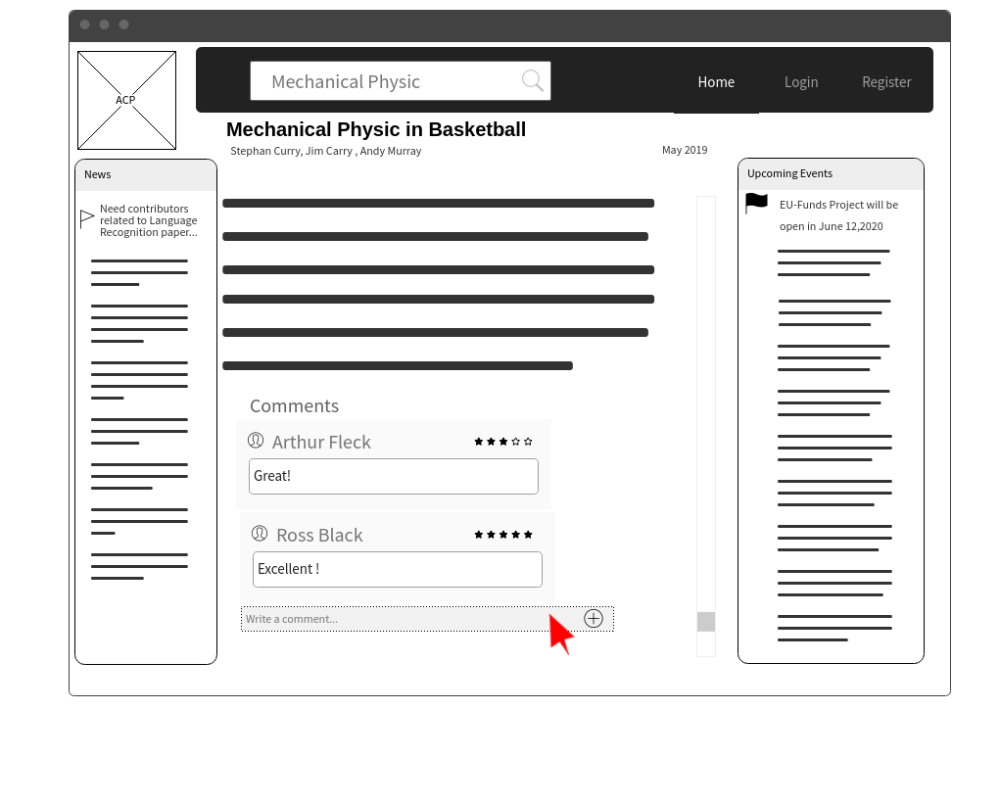 ACP
Mechanical Physic
Home
Login
Register
Mechanical Physic in Basketball
Stephan Curry, Jim Carry , Andy Murray
May 2019
News
Need contributors
related to Language
Recognition paper...
Upcoming Events
EU-Funds Project will be
open in June 12,2020
Comments
Arthur Fleck
Great!
Ross Black
Excellent !
Write a comment...